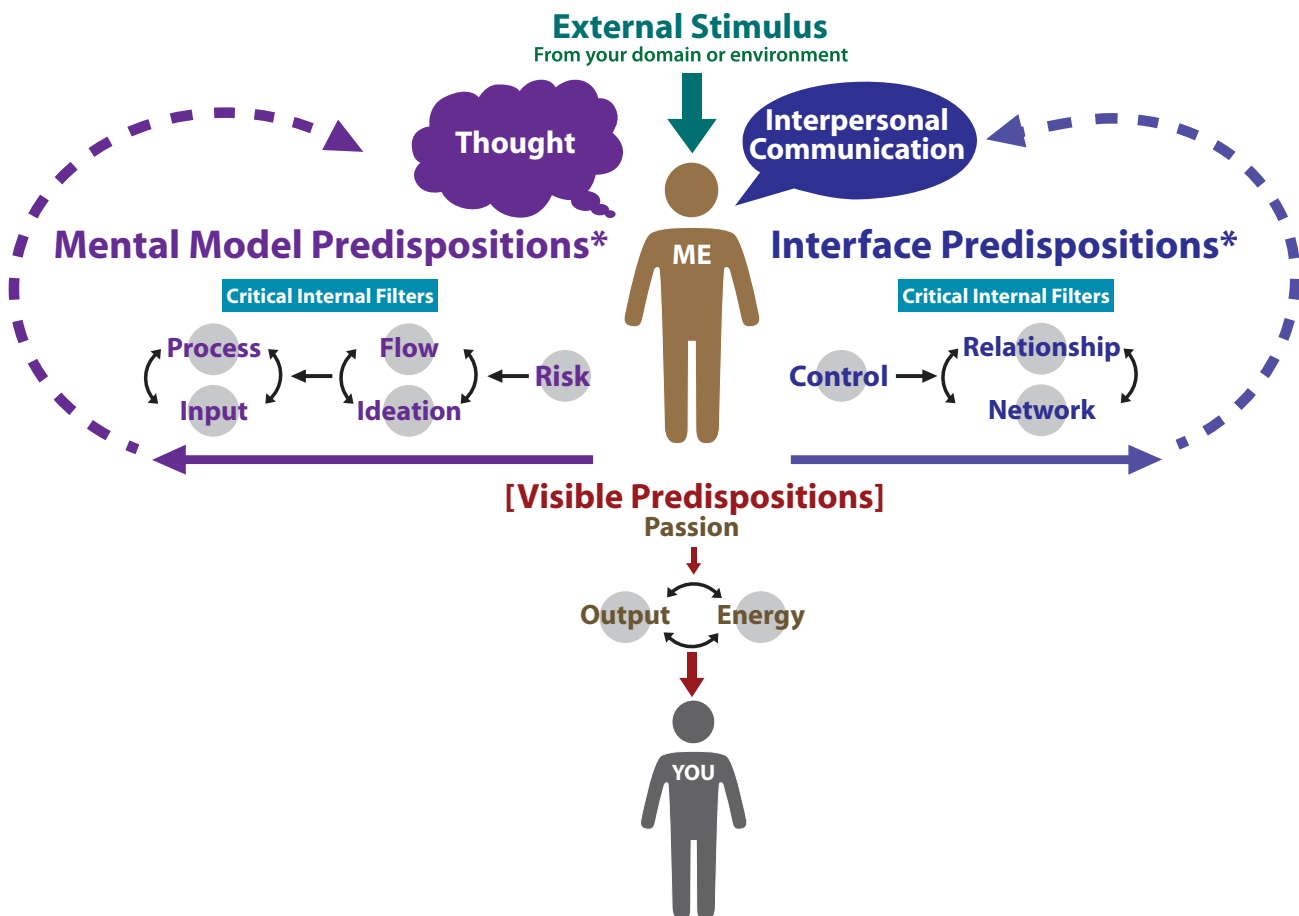 External Stimulus
From your domain or environment
Thought
Interpersonal
Communication
Mental Model Predispositions*
ME
Interface Predispositions*
Critical Internal Filters
Critical Internal Filters
Process
Flow
Risk
Input
Ideation
Control
Relationship
Network
[Visible Predispositions]
Passion
Output
Energy
YOU